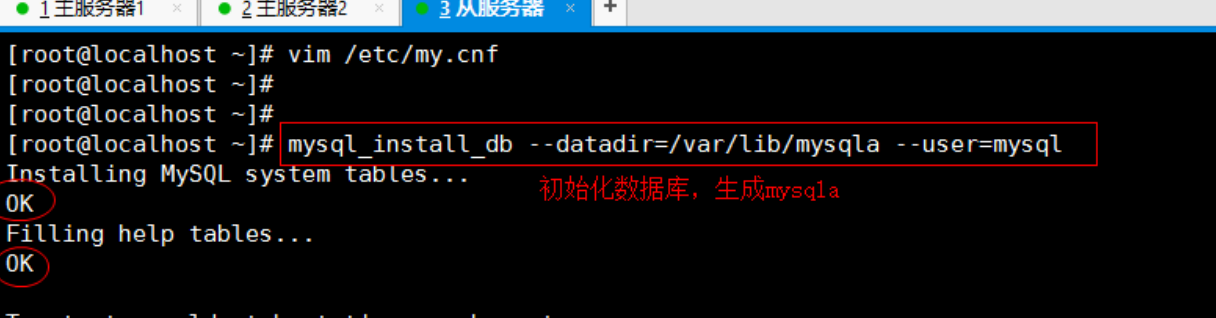 1 主服务器1 × 2 主服务器2 × 3 从服务器 × +
[root@localhost ~]# vim /etc/my.cnf
[root@localhost ~]#
[root@localhost ~]#
[root@localhost ~]# mysql_install_db --datadir=/var/lib/mysqla --user=mysql
Installing MySQL system tables...
初始化数据库，生成mysqla
OK
Filling help tables...
OK